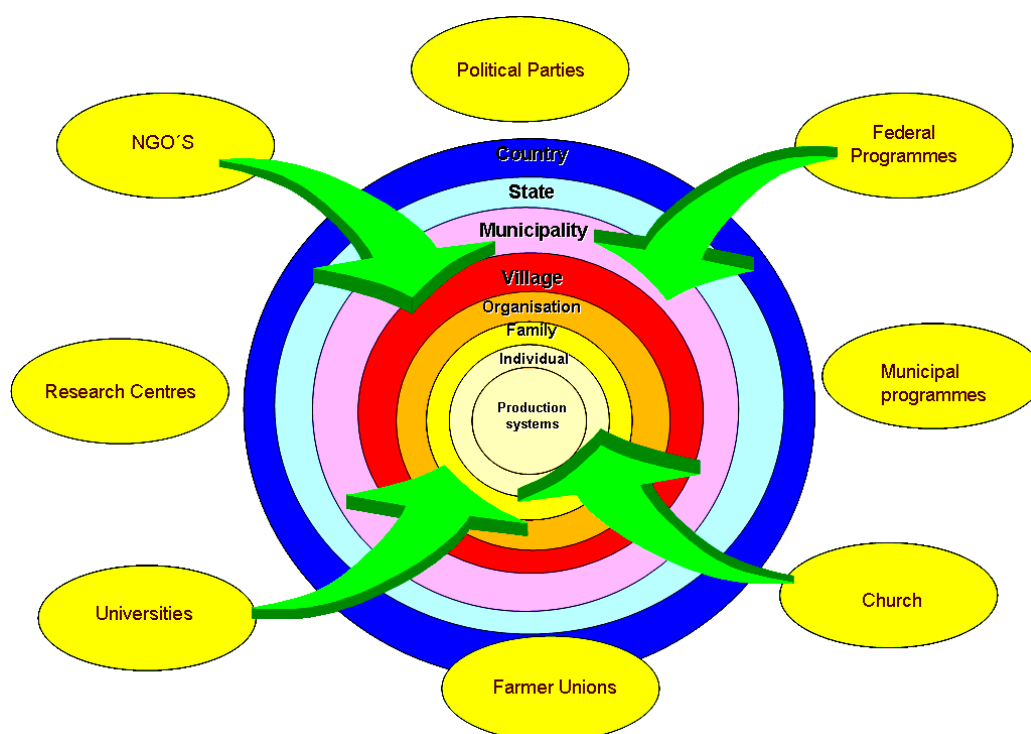 Political Parties
NGO´S
Federal
Programmes
Country
State
Municipality
Village
Organisation
Family
Individual
Production
systems
Research Centres
Municipal
programmes
Universities
Church
Farmer Unions